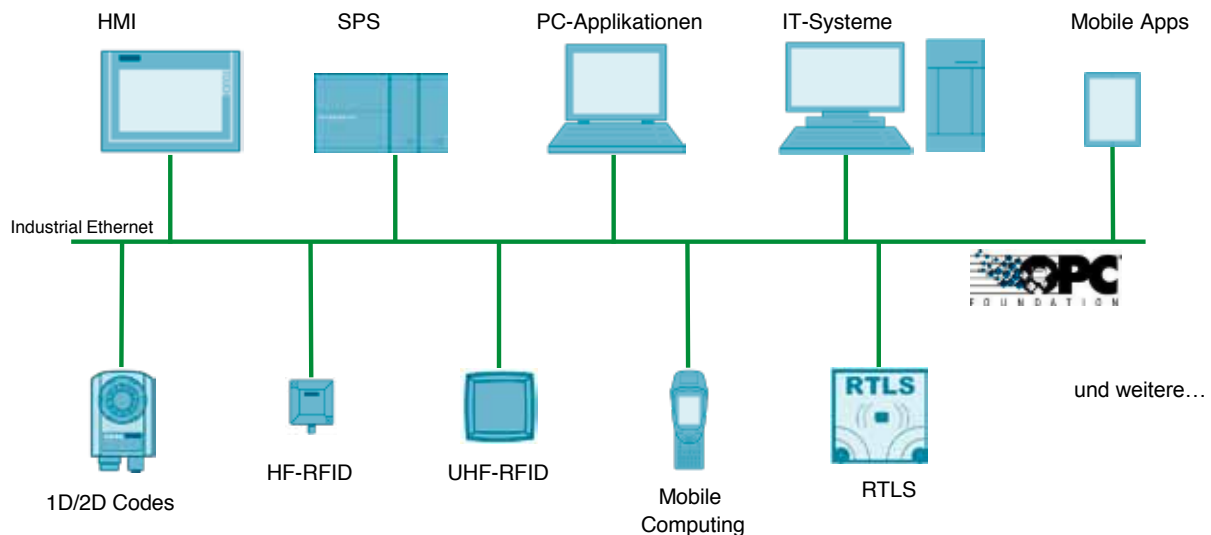 HMI
SPS
PC-Applikationen
IT-Systeme
Mobile Apps
Industrial Ethernet
OPC
FOUNDATION
RTLS
und weitere…
HF-RFID
UHF-RFID
RTLS
1D/2D Codes
Mobile
Computing